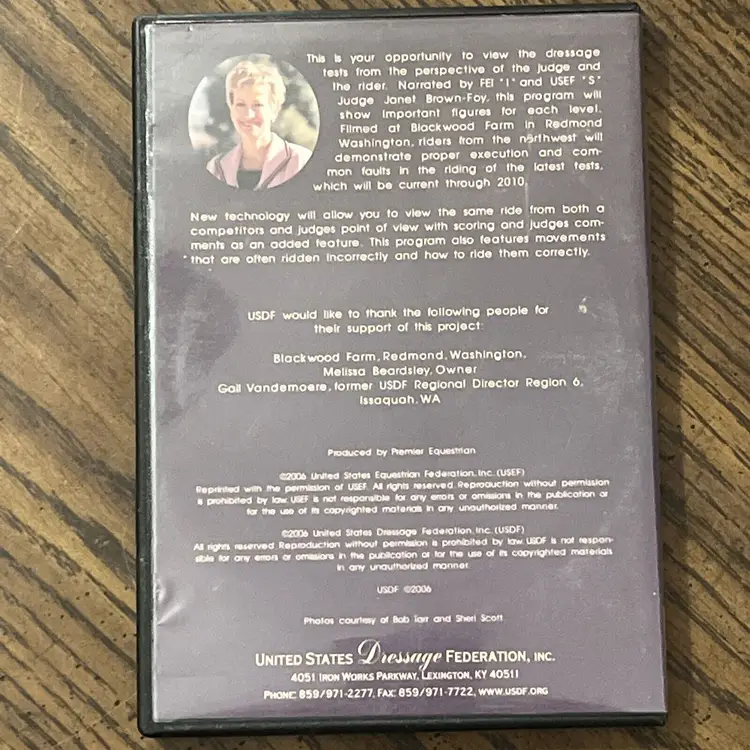 This is your opportunity to view the dressage
tests from the perspective of the judge and
the rider. Narrated by FEI "I" and USEF "S"
Judge Janet Brown-Foy, this program will
show important figures for each level.
Filmed at Blackwood Farm in Redmond
Washington, riders from the northwest will
demonstrate proper execution and com-
mon faults in the riding of the latest tests,
which will be current through 2010.
New technology will allow you to view the same ride from both a
competitors and judges point of view with scoring and judges com-
ments as an added feature. This program also features movements
that are often ridden incorrectly and how to ride them correctly.
USDF would like to thank the following people for
their support of this project:
Blackwood Farm, Redmond, Washington,
Melissa Beardsley, Owner
Gail Vandemoere, former USDF Regional Director Region 6,
Issaquah, WA
Produced by Premier Equestrian
©2006 United States Equestrian Federation, Inc. (USEF)
Reprinted with the permission of USEF. All rights reserved. Reproduction without permission
is prohibited by law. USEF is not responsible for any errors or omissions in the publication or
for the use of its copyrighted materials in any unauthorized manner.
©2006 United States Dressage Federation, Inc. (USDF)
All rights reserved. Reproduction without permission is prohibited by law. USDF is not respon-
sible for any errors or omissions in the publication or for the use of its copyrighted materials
in any unauthorized manner.
USDF ©2006
Photos courtesy of Bob Tarr and Sheri Scott
UNITED STATES Dressage FEDERATION, INC.
4051 IRON WORKS PARKWAY, LEXINGTON, KY 40511
PHONE: 859/971-2277, FAX: 859/971-7722, WWW.USDF.ORG